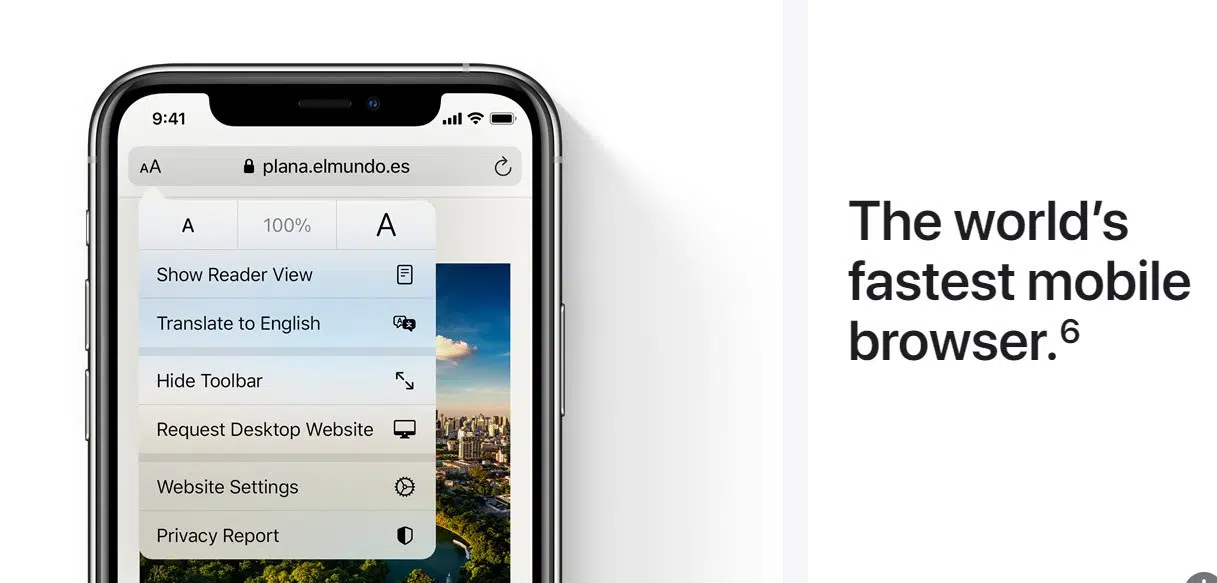 9:41
AA plana.elmundo.es
A 100% A
Show Reader View
Translate to English
Hide Toolbar
Request Desktop Website
Website Settings
Privacy Report
The world’s
fastest mobile
browser.⁶